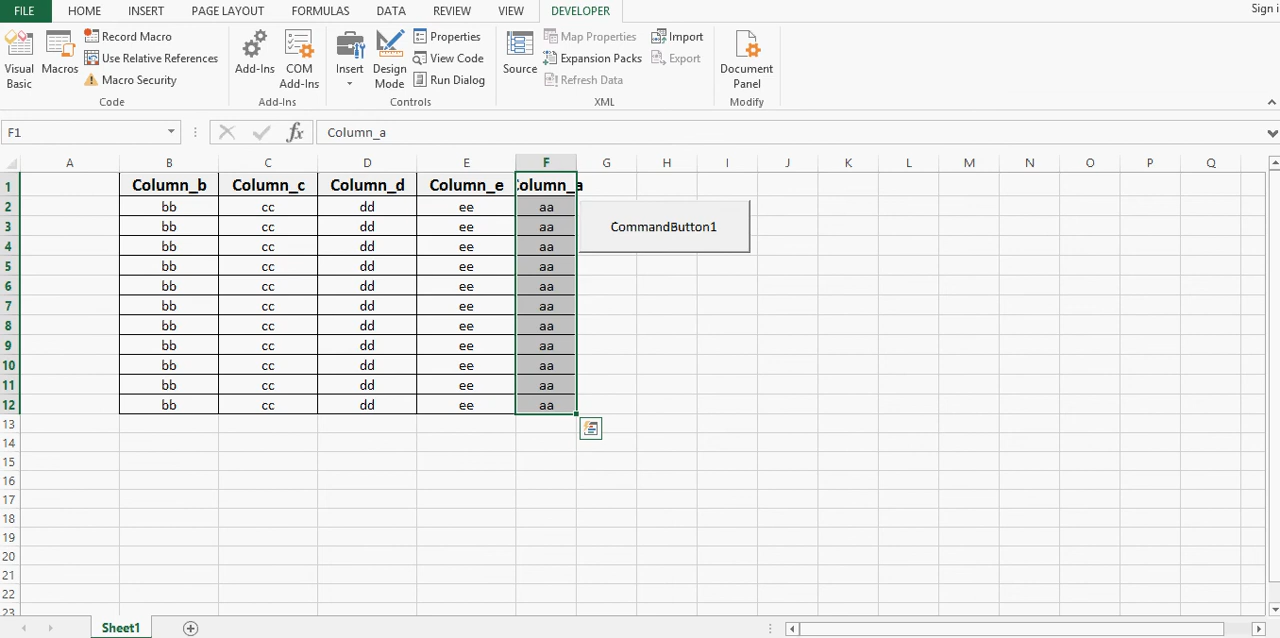 FILE HOME INSERT PAGE LAYOUT FORMULAS DATA REVIEW VIEW DEVELOPER Sign i
Visual Basic
Macros
Record Macro
Use Relative References
Macro Security
Code
Add-Ins
COM Add-Ins
Add-Ins
Insert
Design Mode
Properties
View Code
Run Dialog
Controls
Source
Map Properties
Expansion Packs
Refresh Data
Import
Export
XML
Document Panel
Modify
F1 fx Column_a
A B C D E F G H I J K L M N O P Q
1 Column_b Column_c Column_d Column_e Column_a
2 bb cc dd ee aa
3 bb cc dd ee aa CommandButton1
4 bb cc dd ee aa
5 bb cc dd ee aa
6 bb cc dd ee aa
7 bb cc dd ee aa
8 bb cc dd ee aa
9 bb cc dd ee aa
10 bb cc dd ee aa
11 bb cc dd ee aa
12 bb cc dd ee aa
13
14
15
16
17
18
19
20
21
22
23
Sheet1